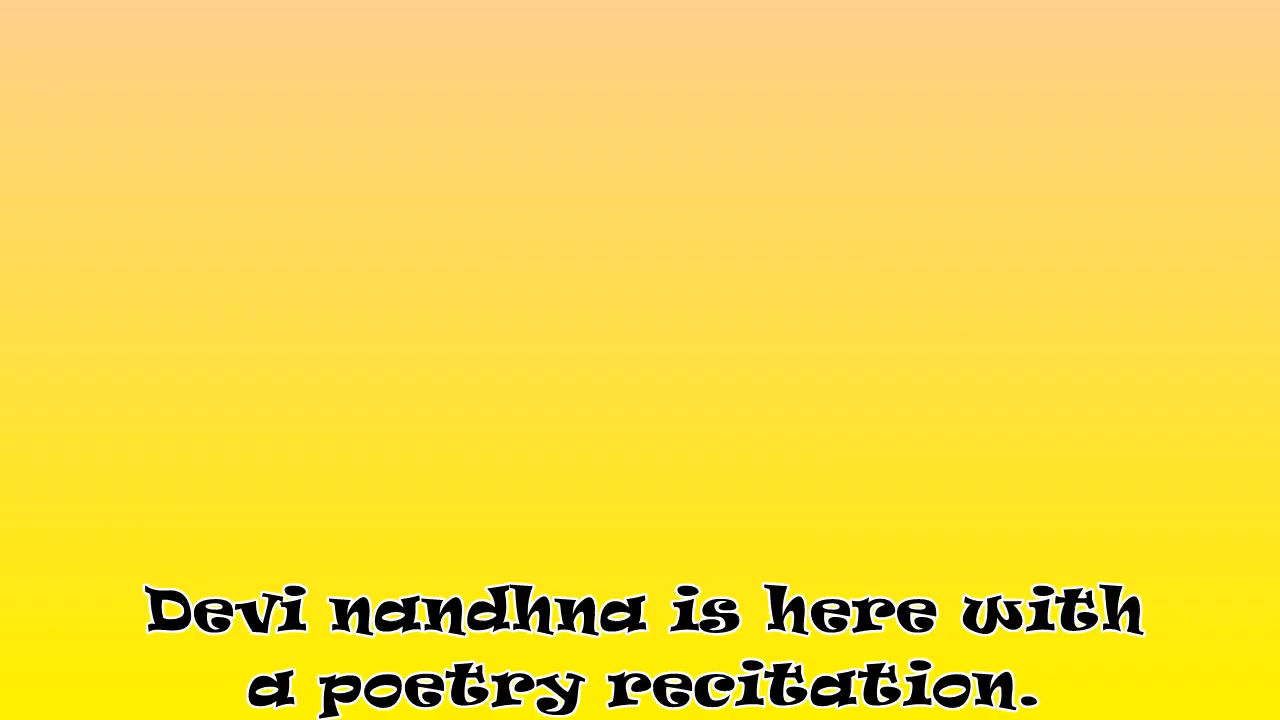 Devi nandhna is here with
a poetry recitation.